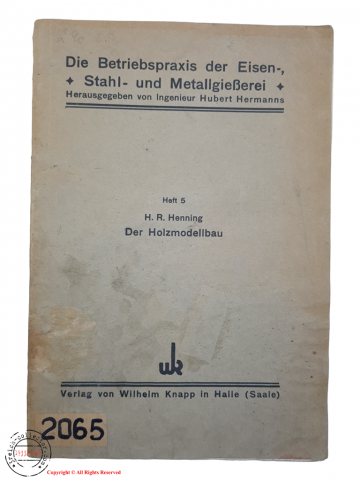 Die Betriebspraxis der Eisen-,
✦ Stahl- und Metallgießerei ✦
Herausgegeben von Ingenieur Hubert Hermanns
Heft 5
H. R. Henning
Der Holzmodellbau
wk
Verlag von Wilhelm Knapp in Halle (Saale)
2065
Copyright © All Rights Reserved